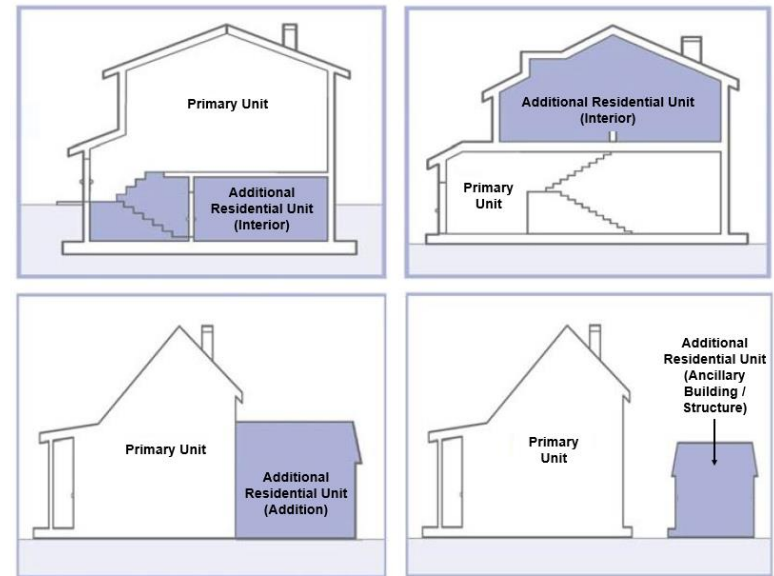 Primary Unit
Additional
Residential Unit
(Interior)
Additional Residential Unit
(Interior)
Primary
Unit
Primary Unit
Additional
Residential Unit
(Addition)
Additional
Residential Unit
(Ancillary
Building /
Structure)
Primary
Unit